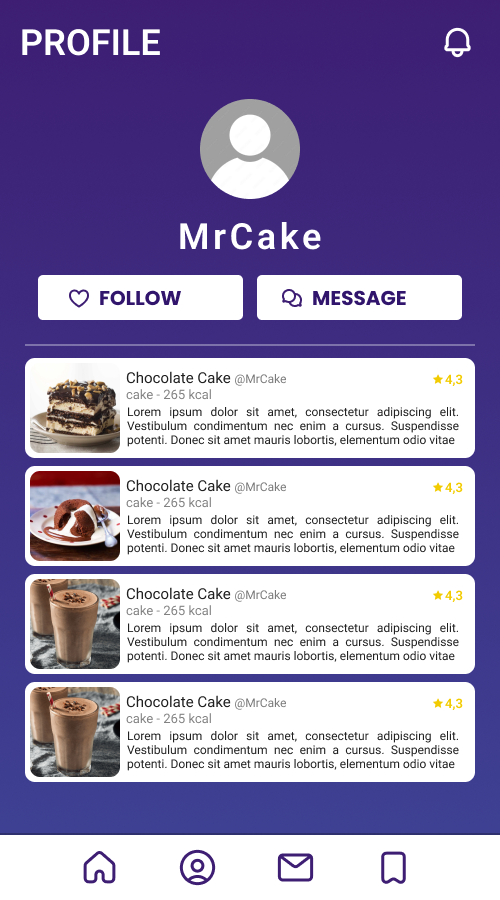 PROFILE
MrCake
FOLLOW MESSAGE
Chocolate Cake @MrCake 4,3
cake - 265 kcal
Lorem ipsum dolor sit amet, consectetur adipiscing elit.
Vestibulum condimentum nec enim a cursus. Suspendisse
potenti. Donec sit amet mauris lobortis, elementum odio vitae
Chocolate Cake @MrCake 4,3
cake - 265 kcal
Lorem ipsum dolor sit amet, consectetur adipiscing elit.
Vestibulum condimentum nec enim a cursus. Suspendisse
potenti. Donec sit amet mauris lobortis, elementum odio vitae
Chocolate Cake @MrCake 4,3
cake - 265 kcal
Lorem ipsum dolor sit amet, consectetur adipiscing elit.
Vestibulum condimentum nec enim a cursus. Suspendisse
potenti. Donec sit amet mauris lobortis, elementum odio vitae
Chocolate Cake @MrCake 4,3
cake - 265 kcal
Lorem ipsum dolor sit amet, consectetur adipiscing elit.
Vestibulum condimentum nec enim a cursus. Suspendisse
potenti. Donec sit amet mauris lobortis, elementum odio vitae